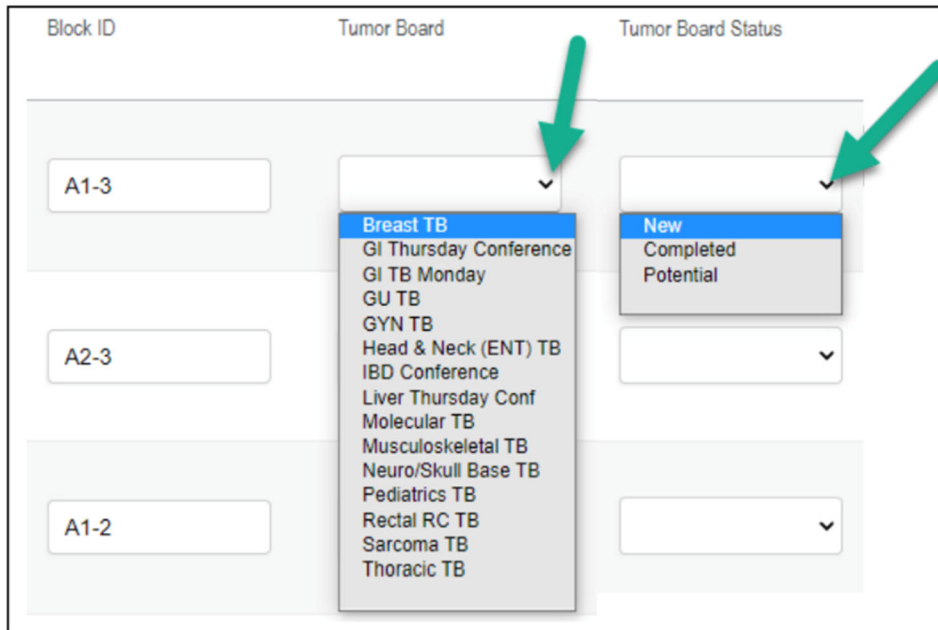 Block ID
Tumor Board
Tumor Board Status
A1-3
Breast TB
GI Thursday Conference
GI TB Monday
GU TB
GYN TB
Head & Neck (ENT) TB
IBD Conference
Liver Thursday Conf
Molecular TB
Musculoskeletal TB
Neuro/Skull Base TB
Pediatrics TB
Rectal RC TB
Sarcoma TB
Thoracic TB
New
Completed
Potential
A2-3
A1-2